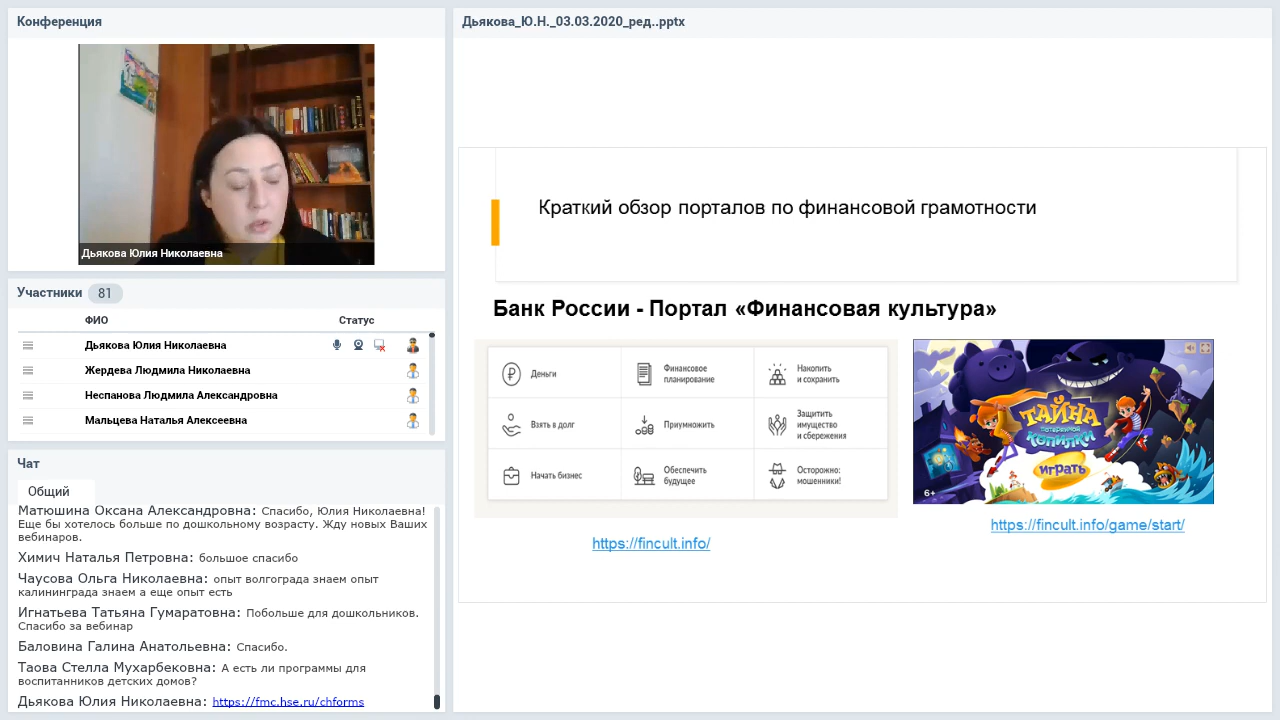 Конференция
Дьякова Юлия Николаевна
Участники 81
ФИО Статус
Дьякова Юлия Николаевна
Жердева Людмила Николаевна
Неспанова Людмила Александровна
Мальцева Наталья Алексеевна
Чат
Общий
Матюшина Оксана Александровна: Спасибо, Юлия Николаевна!
Еще бы хотелось больше по дошкольному возрасту. Жду новых Ваших
вебинаров.
Химич Наталья Петровна: большое спасибо
Чаусова Ольга Николаевна: опыт волгограда знаем опыт
калининграда знаем а еще опыт есть
Игнатьева Татьяна Гумаратовна: Побольше для дошкольников.
Спасибо за вебинар
Баловина Галина Анатольевна: Спасибо.
Таова Стелла Мухарбековна: А есть ли программы для
воспитанников детских домов?
Дьякова Юлия Николаевна: https://fmc.hse.ru/chforms
Дьякова_Ю.Н._03.03.2020_ред..pptx
Краткий обзор порталов по финансовой грамотности
Банк России - Портал «Финансовая культура»
Деньги
Финансовое
планирование
Накопить
и сохранить
Взять в долг
Приумножить
Защитить
имущество
и сбережения
Начать бизнес
Обеспечить
будущее
Осторожно:
мошенники!
https://fincult.info/
ТАЙНА
потерянной
КОПИЛКИ
играть
6+
https://fincult.info/game/start/